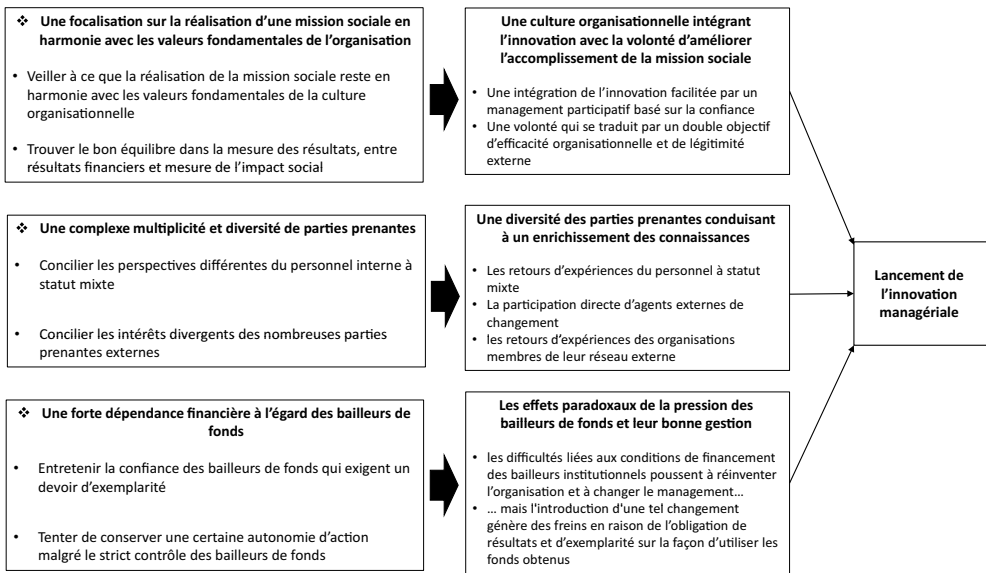 ❖ Une focalisation sur la réalisation d'une mission sociale en
harmonie avec les valeurs fondamentales de l'organisation
• Veiller à ce que la réalisation de la mission sociale reste en
harmonie avec les valeurs fondamentales de la culture
organisationnelle
• Trouver le bon équilibre dans la mesure des résultats, entre
résultats financiers et mesure de l'impact social
Une culture organisationnelle intégrant
l'innovation avec la volonté d'améliorer
l'accomplissement de la mission sociale
• Une intégration de l'innovation facilitée par un
management participatif basé sur la confiance
• Une volonté qui se traduit par un double objectif
d'efficacité organisationnelle et de légitimité
externe
❖ Une complexe multiplicité et diversité de parties prenantes
• Concilier les perspectives différentes du personnel interne à
statut mixte
• Concilier les intérêts divergents des nombreuses parties
prenantes externes
Une diversité des parties prenantes conduisant
à un enrichissement des connaissances
• Les retours d'expériences du personnel à statut
mixte
• La participation directe d'agents externes de
changement
• les retours d'expériences des organisations
membres de leur réseau externe
Lancement de
l'innovation
managériale
❖ Une forte dépendance financière à l'égard des bailleurs de
fonds
• Entretenir la confiance des bailleurs de fonds qui exigent un
devoir d'exemplarité
• Tenter de conserver une certaine autonomie d'action
malgré le strict contrôle des bailleurs de fonds
Les effets paradoxaux de la pression des
bailleurs de fonds et leur bonne gestion
• les difficultés liées aux conditions de financement
des bailleurs institutionnels poussent à réinventer
l'organisation et à changer le management…
• … mais l'introduction d'une tel changement
génère des freins en raison de l'obligation de
résultats et d'exemplarité sur la façon d'utiliser les
fonds obtenus